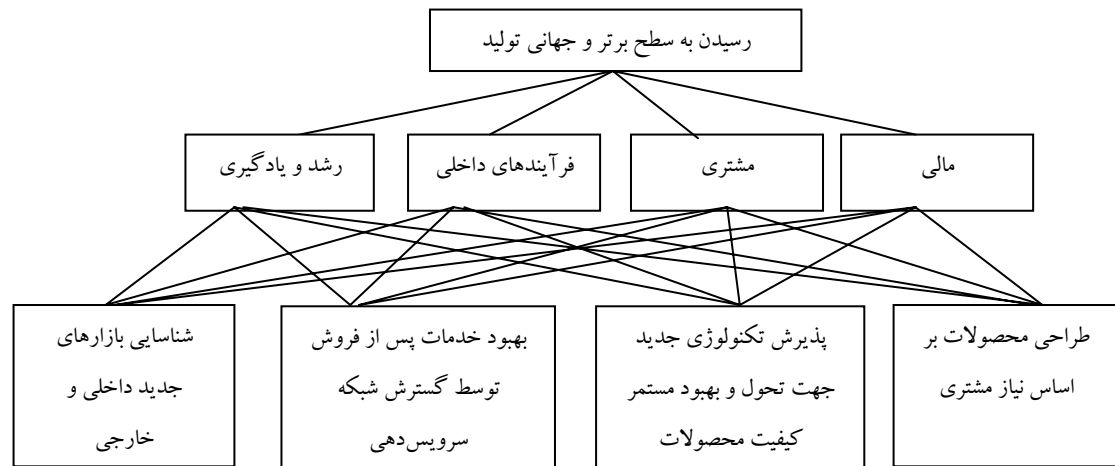 رسیدن به سطح برتر و جهانی تولید
مالی
مشتری
فرآیندهای داخلی
رشد و یادگیری
طراحی محصولات بر
اساس نیاز مشتری
پذیرش تکنولوژی جدید
جهت تحول و بهبود مستمر
کیفیت محصولات
بهبود خدمات پس از فروش
توسط گسترش شبکه
سرویس‌دهی
شناسایی بازارهای
جدید داخلی و
خارجی